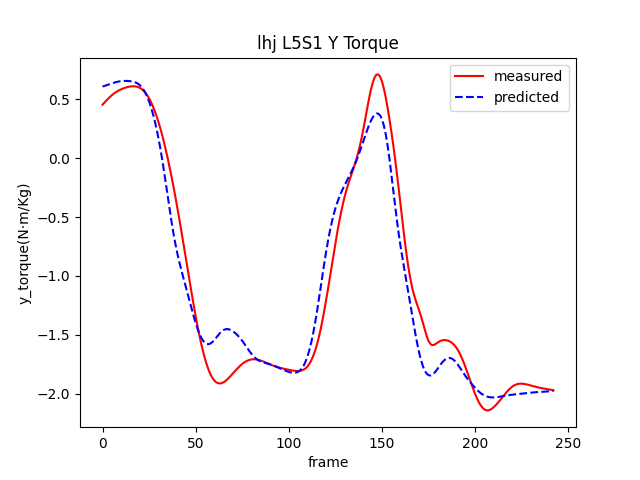 lhj L5S1 Y Torque
measured
predicted
y_torque(N·m/Kg)
0.5
0.0
−0.5
−1.0
−1.5
−2.0
0 50 100 150 200 250
frame